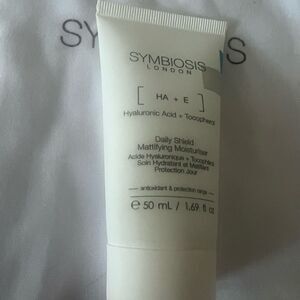 SYMBIOSIS
LONDON
[ HA + E ]
Hyaluronic Acid + Tocopherol
Daily Shield
Mattifying Moisturiser
Acide Hyaluronique + Tocophérol
Soin Hydratant et Matifiant
Protection Jour
antioxidant & protection range
℮ 50 mL / 1.69 fl oz